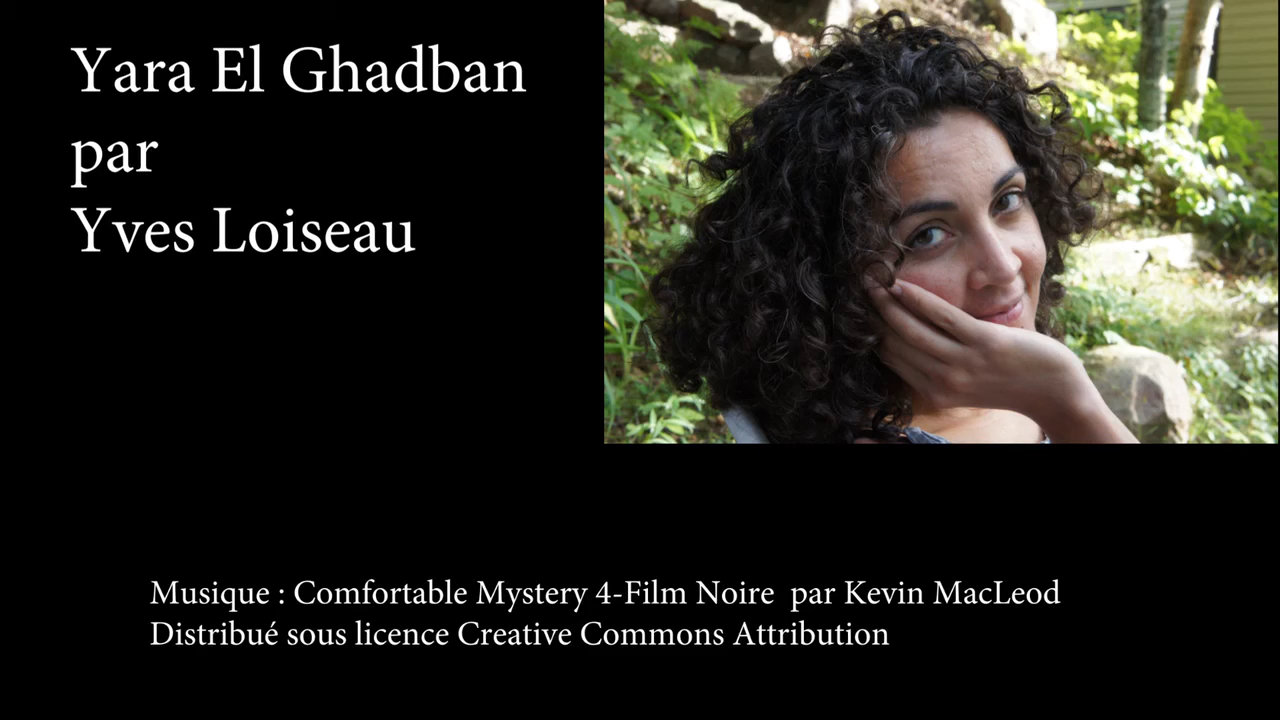 Yara El Ghadban
par
Yves Loiseau
Musique : Comfortable Mystery 4-Film Noire par Kevin MacLeod
Distribué sous licence Creative Commons Attribution